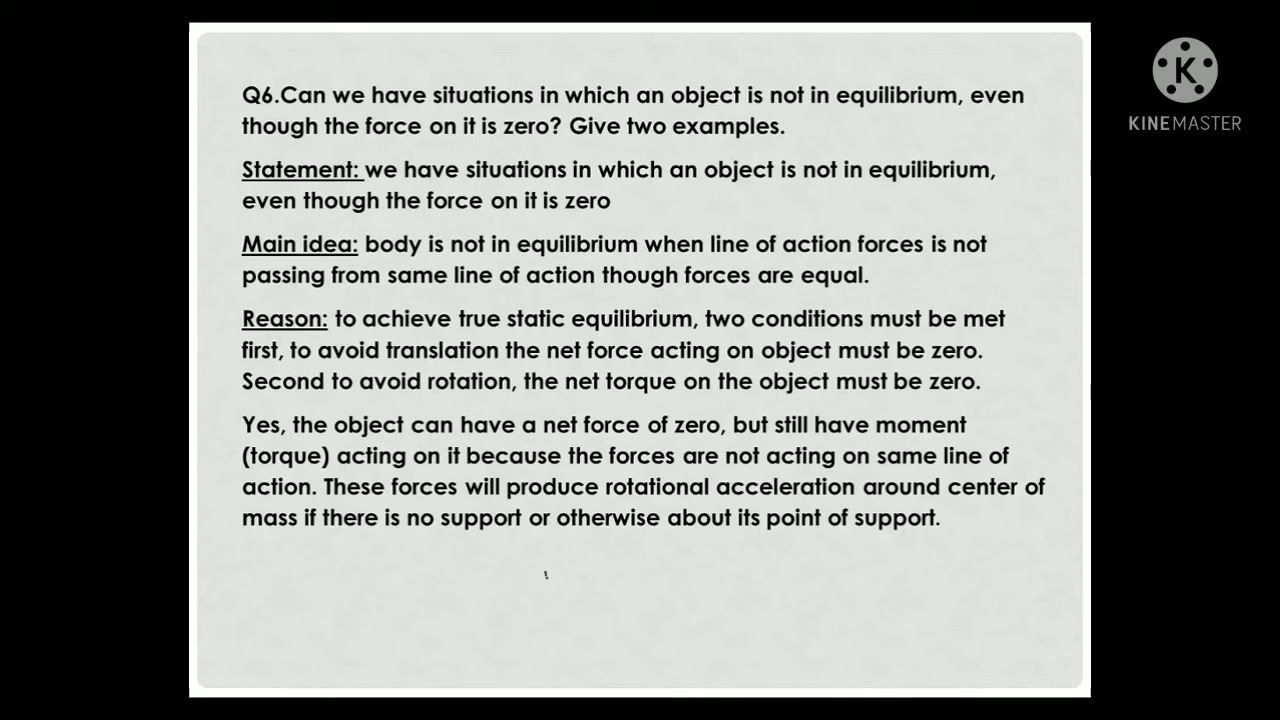 Q6.Can we have situations in which an object is not in equilibrium, even
though the force on it is zero? Give two examples.
Statement: we have situations in which an object is not in equilibrium,
even though the force on it is zero
Main idea: body is not in equilibrium when line of action forces is not
passing from same line of action though forces are equal.
Reason: to achieve true static equilibrium, two conditions must be met
first, to avoid translation the net force acting on object must be zero.
Second to avoid rotation, the net torque on the object must be zero.
Yes, the object can have a net force of zero, but still have moment
(torque) acting on it because the forces are not acting on same line of
action. These forces will produce rotational acceleration around center of
mass if there is no support or otherwise about its point of support.
K
KINEMASTER